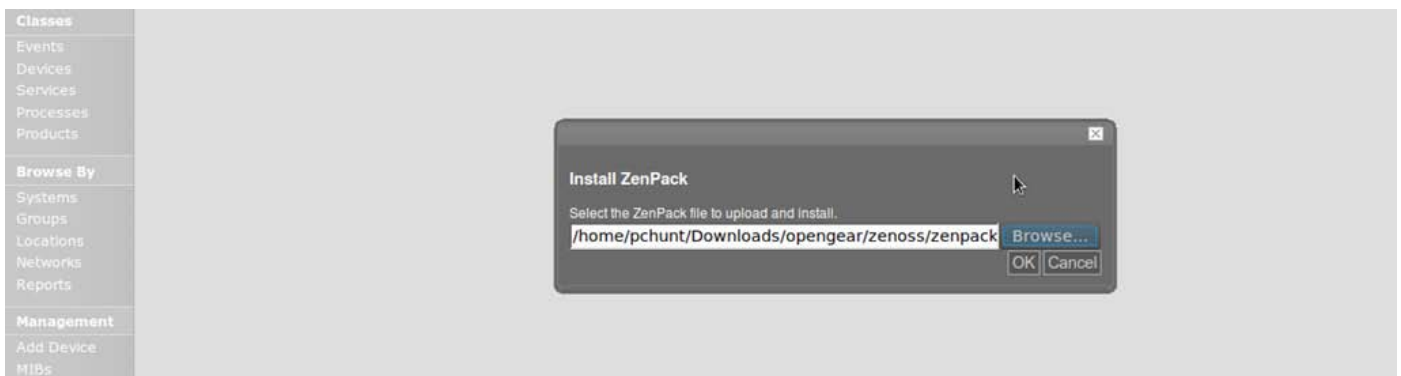 Classes
Events
Devices
Services
Processes
Products
Browse By
Systems
Groups
Locations
Networks
Reports
Management
Add Device
MIBs
Install ZenPack
Select the ZenPack file to upload and install.
/home/pchunt/Downloads/opengear/zenoss/zenpack Browse...
OK Cancel